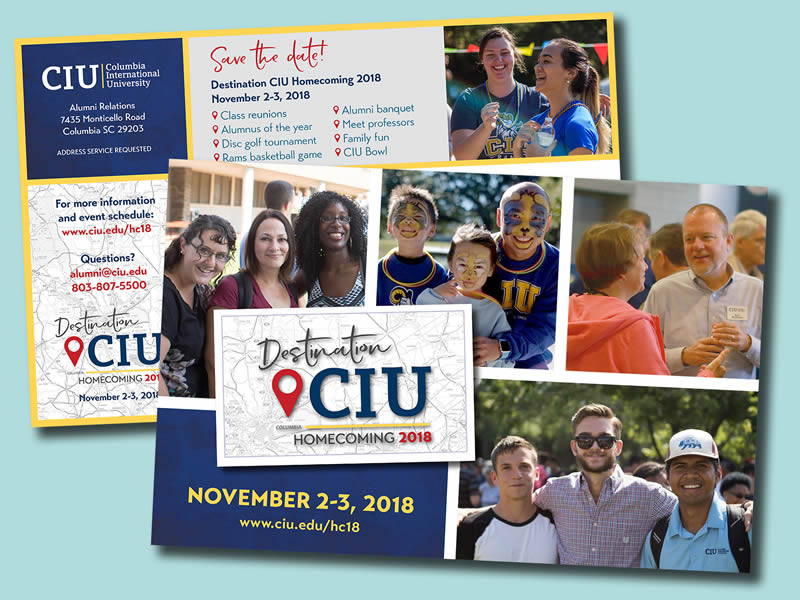 CIU Columbia
International
University
Alumni Relations
7435 Monticello Road
Columbia SC 29203
ADDRESS SERVICE REQUESTED
Save the date!
Destination CIU Homecoming 2018
November 2-3, 2018
Class reunions
Alumnus of the year
Disc golf tournament
Rams basketball game
Alumni banquet
Meet professors
Family fun
CIU Bowl
For more information
and event schedule:
www.ciu.edu/hc18
Questions?
alumni@ciu.edu
803-807-5500
Destination
CIU
HOMECOMING 201
November 2-3, 2018
CIU
Destination
CIU
COLUMBIA
HOMECOMING 2018
NOVEMBER 2-3, 2018
www.ciu.edu/hc18
CIU